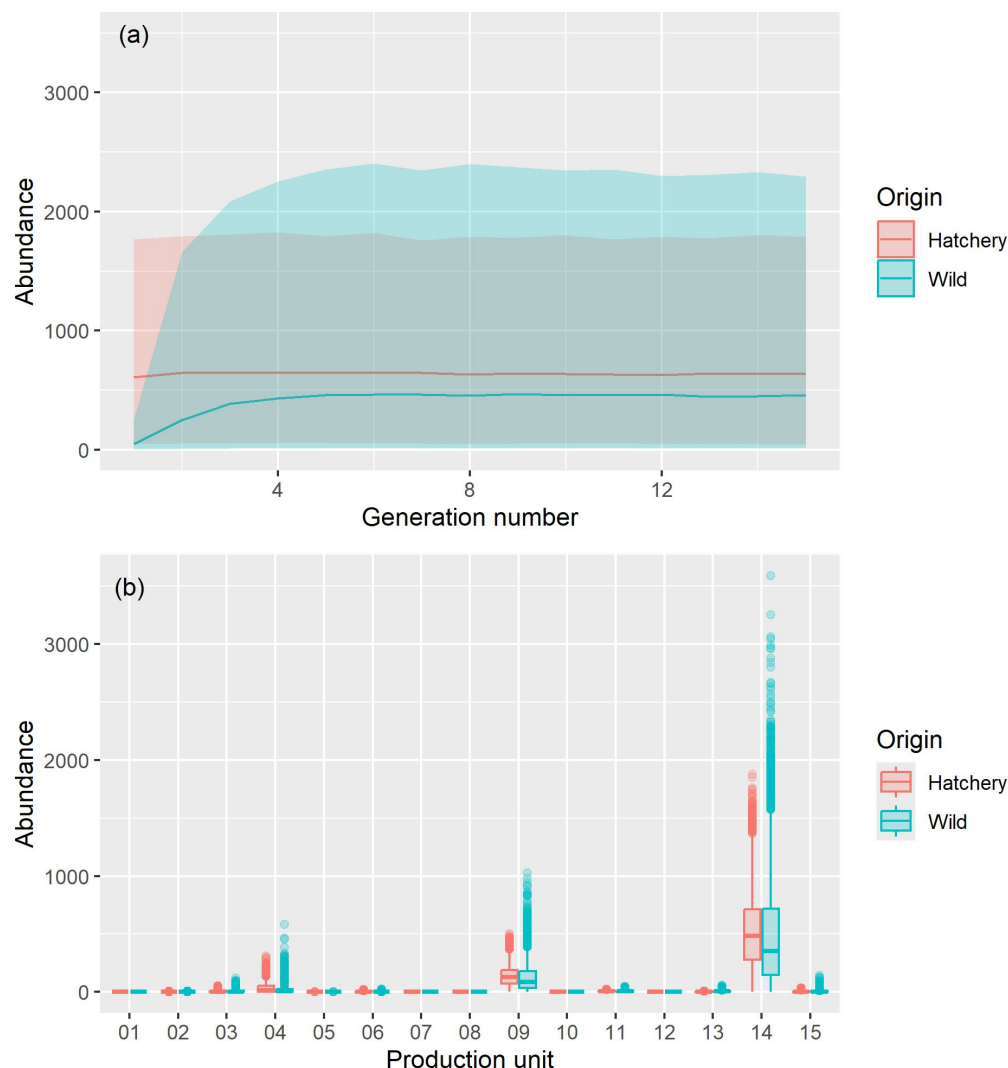 (a)
3000
2000
1000
0
Abundance
4 8 12
Generation number
Origin
Hatchery
Wild
(b)
3000
2000
1000
0
Abundance
01 02 03 04 05 06 07 08 09 10 11 12 13 14 15
Production unit
Origin
Hatchery
Wild